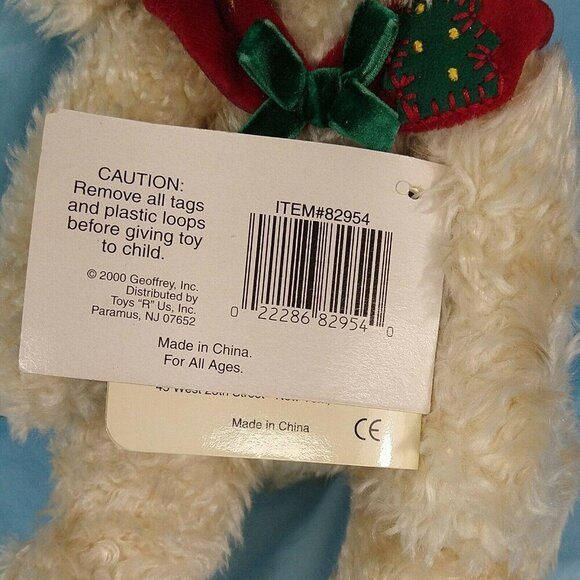 CAUTION:
Remove all tags
and plastic loops
before giving toy
to child.
© 2000 Geoffrey, Inc.
Distributed by
Toys "R" Us, Inc.
Paramus, NJ 07652
Made in China.
For All Ages.
ITEM#82954
0 22286 82954 0
Made in China
CE